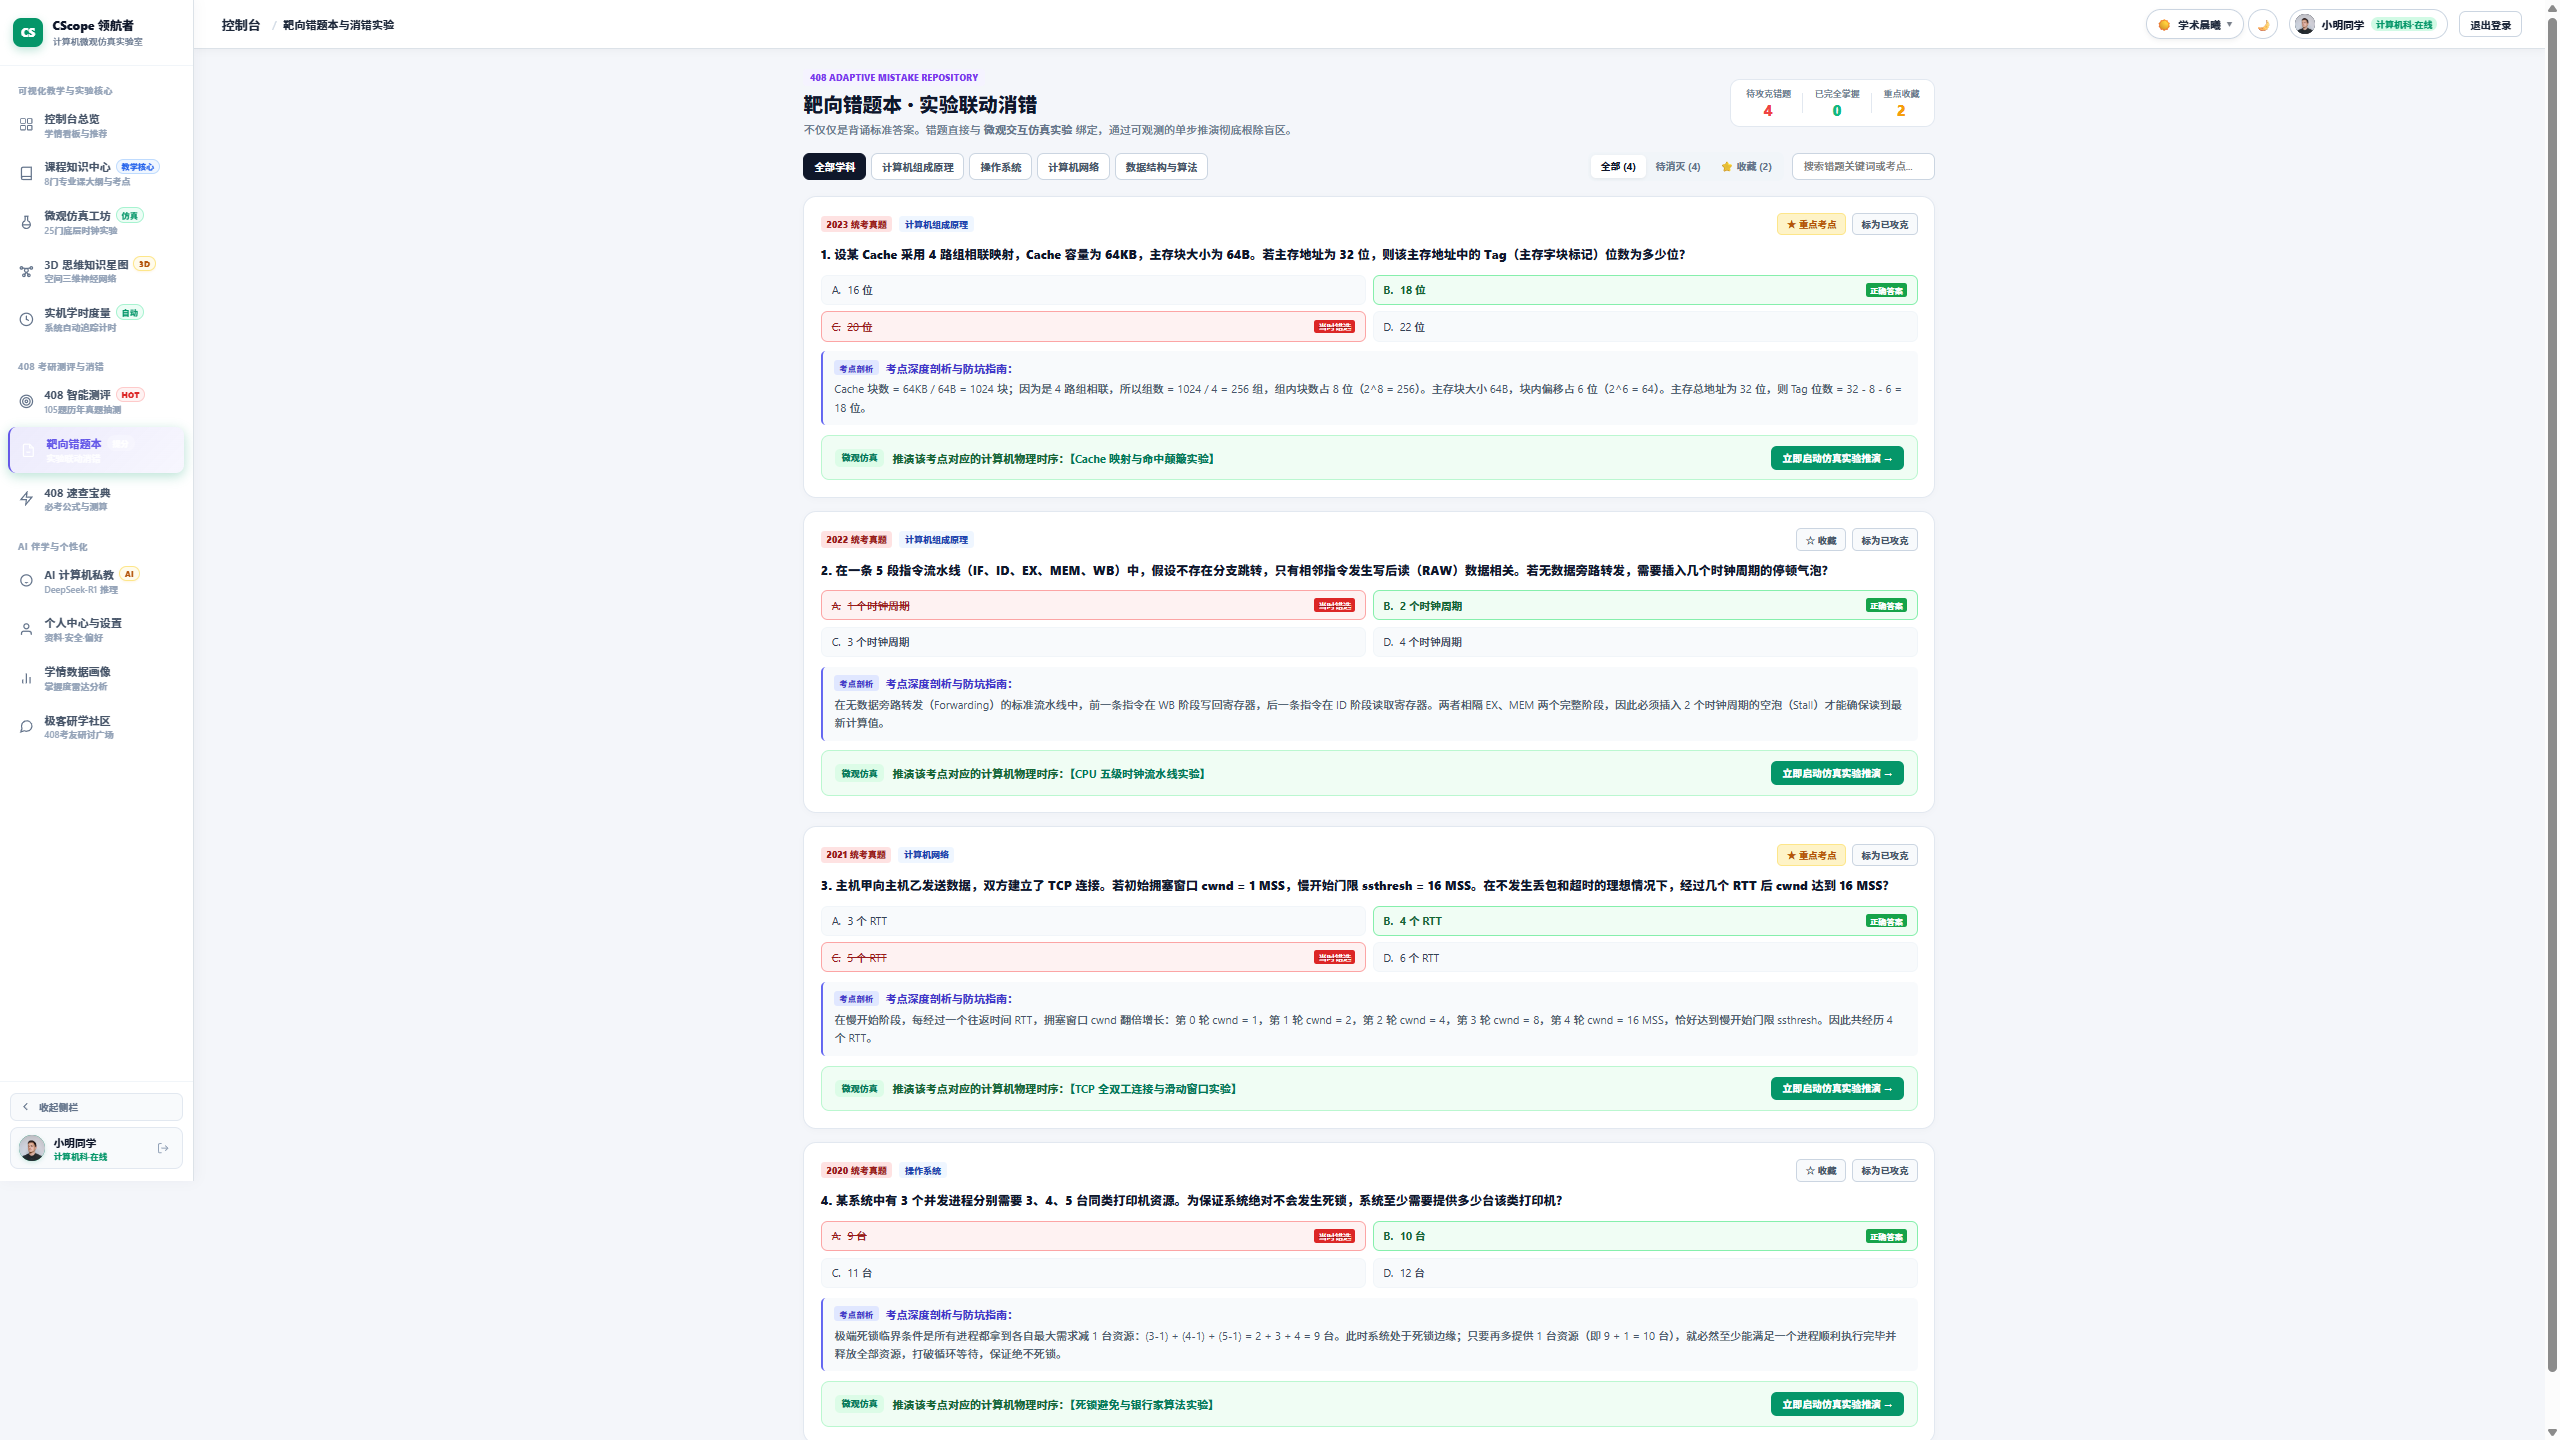 CS
CScope 领航者
计算机微观仿真实验室
可视化教学与实验核心
控制台总览
学情看板与推荐
课程知识中心 教学核心
8门专业课大纲与考点
微观仿真工坊 仿真
25门底层时钟实验
3D 思维知识星图 3D
空间三维神经网络
实机学时度量 自动
系统自动追踪计时
408 考研测评与消错
408 智能测评 HOT
105题历年真题抽测
靶向错题本
408 速查宝典
必考公式与测算
AI 伴学与个性化
AI 计算机私教 AI
DeepSeek-R1 推理
个人中心与设置
资料·安全·偏好
学情数据画像
掌握度雷达分析
极客研学社区
408考友研讨广场
收起侧栏
小明同学
计算机科·在线
控制台 / 靶向错题本与消错实验
学术晨曦 ▾
小明同学 计算机科·在线
退出登录
408 ADAPTIVE MISTAKE REPOSITORY
靶向错题本 · 实验联动消错
不仅仅是背诵标准答案。错题直接与 微观交互仿真实验 绑定，通过可观测的单步推演彻底根除盲区。
待攻克错题 4
已完全掌握 0
重点收藏 2
全部学科 计算机组成原理 操作系统 计算机网络 数据结构与算法
全部 (4) 待消灭 (4) 收藏 (2) 搜索错题关键词或考点...
2023 统考真题 计算机组成原理 ★ 重点考点 标为已攻克
1. 设某 Cache 采用 4 路组相联映射，Cache 容量为 64KB，主存块大小为 64B。若主存地址为 32 位，则该主存地址中的 Tag（主存字块标记）位数为多少位？
A. 16 位
B. 18 位 正确答案
C. 20 位 当时错选
D. 22 位
考点剖析 考点深度剖析与防坑指南：
Cache 块数 = 64KB / 64B = 1024 块；因为是 4 路组相联，所以组数 = 1024 / 4 = 256 组，组内块数占 8 位（2^8 = 256）。主存块大小 64B，块内偏移占 6 位（2^6 = 64）。主存总地址为 32 位，则 Tag 位数 = 32 - 8 - 6 =
18 位。
微观仿真 推演该考点对应的计算机物理时序：【Cache 映射与命中颠簸实验】 立即启动仿真实验推演 →
2022 统考真题 计算机组成原理 ☆ 收藏 标为已攻克
2. 在一条 5 段指令流水线（IF、ID、EX、MEM、WB）中，假设不存在分支跳转，只有相邻指令发生写后读（RAW）数据相关。若无数据旁路转发，需要插入几个时钟周期的停顿气泡？
A. 1 个时钟周期 当时错选
B. 2 个时钟周期 正确答案
C. 3 个时钟周期
D. 4 个时钟周期
考点剖析 考点深度剖析与防坑指南：
在无数据旁路转发（Forwarding）的标准流水线中，前一条指令在 WB 阶段写回寄存器，后一条指令在 ID 阶段读取寄存器。两者相隔 EX、MEM 两个完整阶段，因此必须插入 2 个时钟周期的空泡（Stall）才能确保读到最
新计算值。
微观仿真 推演该考点对应的计算机物理时序：【CPU 五级时钟流水线实验】 立即启动仿真实验推演 →
2021 统考真题 计算机网络 ★ 重点考点 标为已攻克
3. 主机甲向主机乙发送数据，双方建立了 TCP 连接。若初始拥塞窗口 cwnd = 1 MSS，慢开始门限 ssthresh = 16 MSS。在不发生丢包和超时的理想情况下，经过几个 RTT 后 cwnd 达到 16 MSS？
A. 3 个 RTT
B. 4 个 RTT 正确答案
C. 5 个 RTT 当时错选
D. 6 个 RTT
考点剖析 考点深度剖析与防坑指南：
在慢开始阶段，每经过一个往返时间 RTT，拥塞窗口 cwnd 翻倍增长：第 0 轮 cwnd = 1，第 1 轮 cwnd = 2，第 2 轮 cwnd = 4，第 3 轮 cwnd = 8，第 4 轮 cwnd = 16 MSS，恰好达到慢开始门限 ssthresh。因此共经历 4
个 RTT。
微观仿真 推演该考点对应的计算机物理时序：【TCP 全双工连接与滑动窗口实验】 立即启动仿真实验推演 →
2020 统考真题 操作系统 ☆ 收藏 标为已攻克
4. 某系统中有 3 个并发进程分别需要 3、4、5 台同类打印机资源。为保证系统绝对不会发生死锁，系统至少需要提供多少台该类打印机？
A. 9 台 当时错选
B. 10 台 正确答案
C. 11 台
D. 12 台
考点剖析 考点深度剖析与防坑指南：
极端死锁临界条件是所有进程都拿到各自最大需求减 1 台资源：(3-1) + (4-1) + (5-1) = 2 + 3 + 4 = 9 台。此时系统处于死锁边缘；只要再多提供 1 台资源（即 9 + 1 = 10 台），就必然至少能满足一个进程顺利执行完毕并
释放全部资源，打破循环等待，保证绝不死锁。
微观仿真 推演该考点对应的计算机物理时序：【死锁避免与银行家算法实验】 立即启动仿真实验推演 →